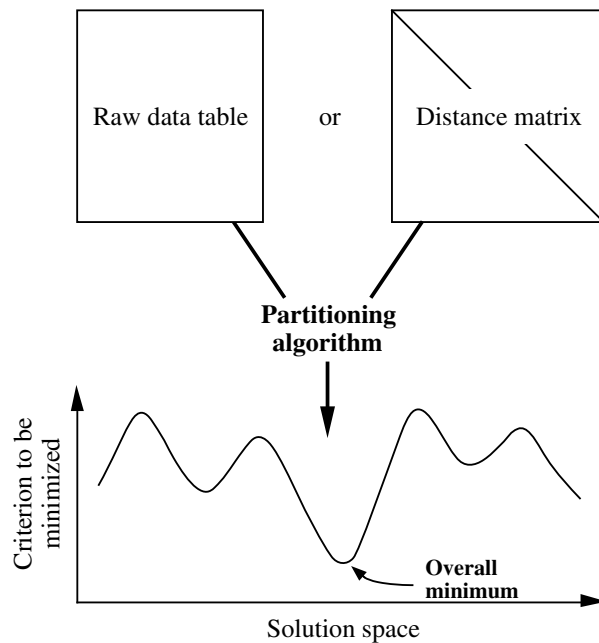 Raw data table
or
Distance matrix
Partitioning
algorithm
Criterion to be
minimized
Overall
minimum
Solution space